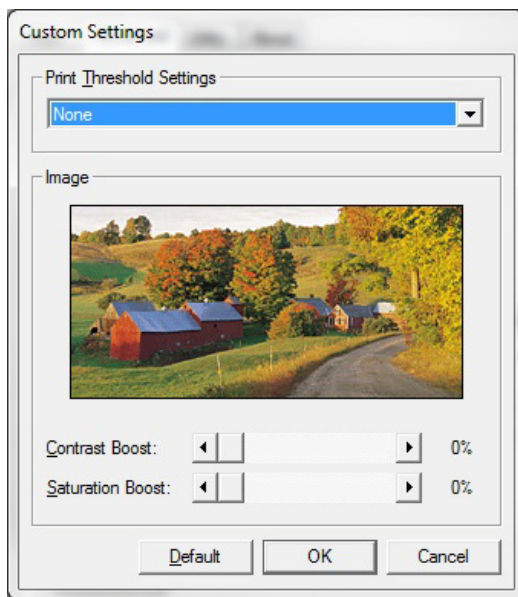 Custom Settings
Print Threshold Settings
None
Image
Contrast Boost: 0%
Saturation Boost: 0%
Default OK Cancel